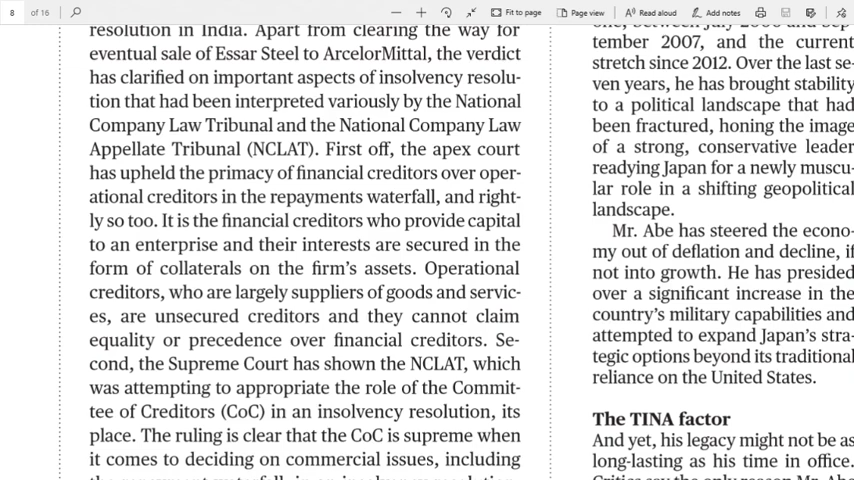 8 of 16
Fit to page
Page view
Read aloud
Add notes
resolution in India. Apart from clearing the way for
eventual sale of Essar Steel to ArcelorMittal, the verdict
has clarified on important aspects of insolvency resolu-
tion that had been interpreted variously by the National
Company Law Tribunal and the National Company Law
Appellate Tribunal (NCLAT). First off, the apex court
has upheld the primacy of financial creditors over oper-
ational creditors in the repayments waterfall, and right-
ly so too. It is the financial creditors who provide capital
to an enterprise and their interests are secured in the
form of collaterals on the firm's assets. Operational
creditors, who are largely suppliers of goods and servic-
es, are unsecured creditors and they cannot claim
equality or precedence over financial creditors. Se-
cond, the Supreme Court has shown the NCLAT, which
was attempting to appropriate the role of the Commit-
tee of Creditors (CoC) in an insolvency resolution, its
place. The ruling is clear that the CoC is supreme when
it comes to deciding on commercial issues, including
tember 2007, and the current
stretch since 2012. Over the last se-
ven years, he has brought stability
to a political landscape that had
been fractured, honing the image
of a strong, conservative leader
readying Japan for a newly muscu-
lar role in a shifting geopolitical
landscape.
Mr. Abe has steered the econo-
my out of deflation and decline, if
not into growth. He has presided
over a significant increase in the
country's military capabilities and
attempted to expand Japan's stra-
tegic options beyond its traditional
reliance on the United States.
The TINA factor
And yet, his legacy might not be as
long-lasting as his time in office.